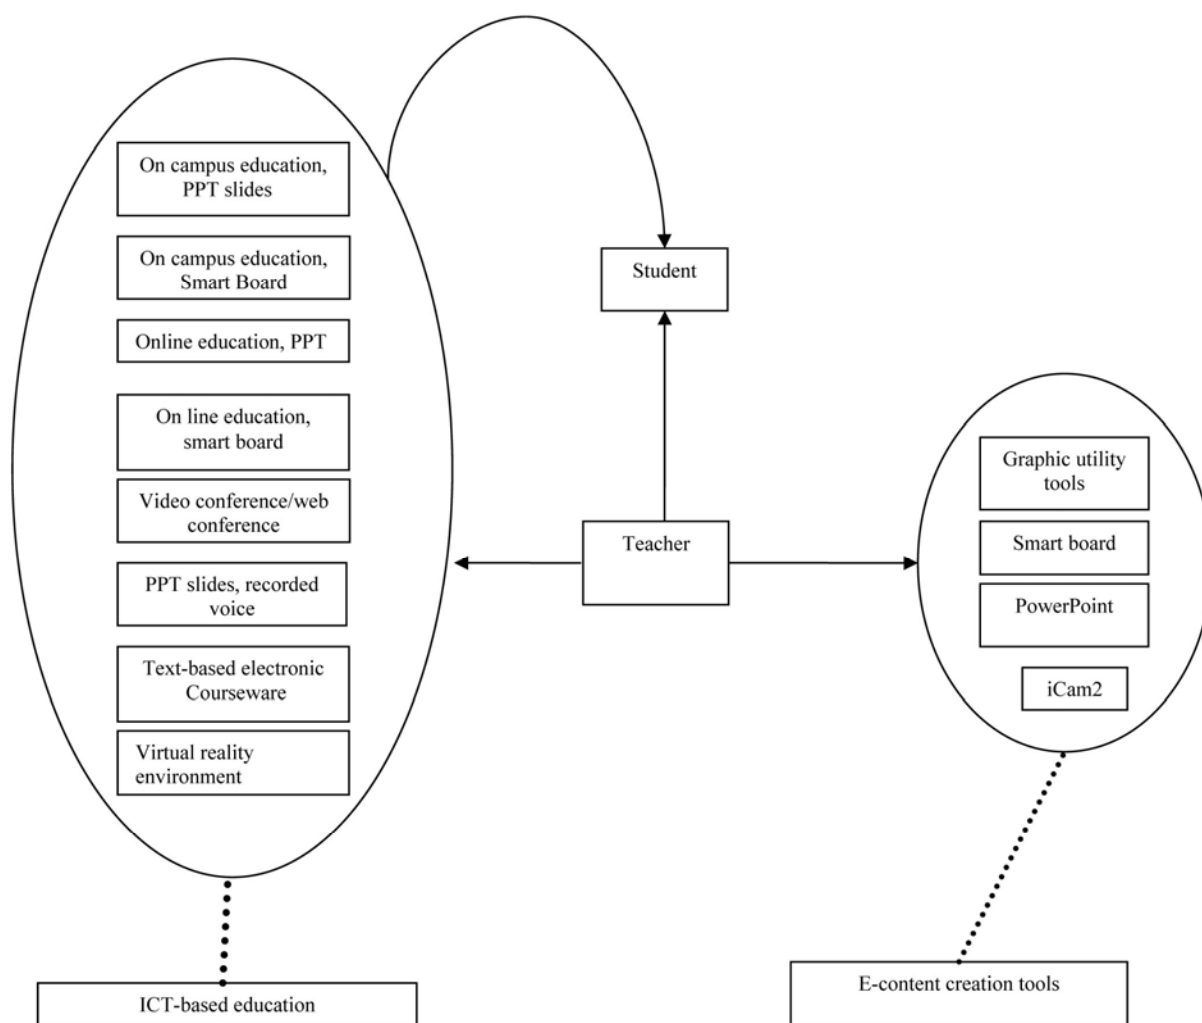 On campus education,
PPT slides
On campus education,
Smart Board
Online education, PPT
On line education,
smart board
Video conference/web
conference
PPT slides, recorded
voice
Text-based electronic
Courseware
Virtual reality
environment
ICT-based education
Student
Teacher
Graphic utility
tools
Smart board
PowerPoint
iCam2
E-content creation tools